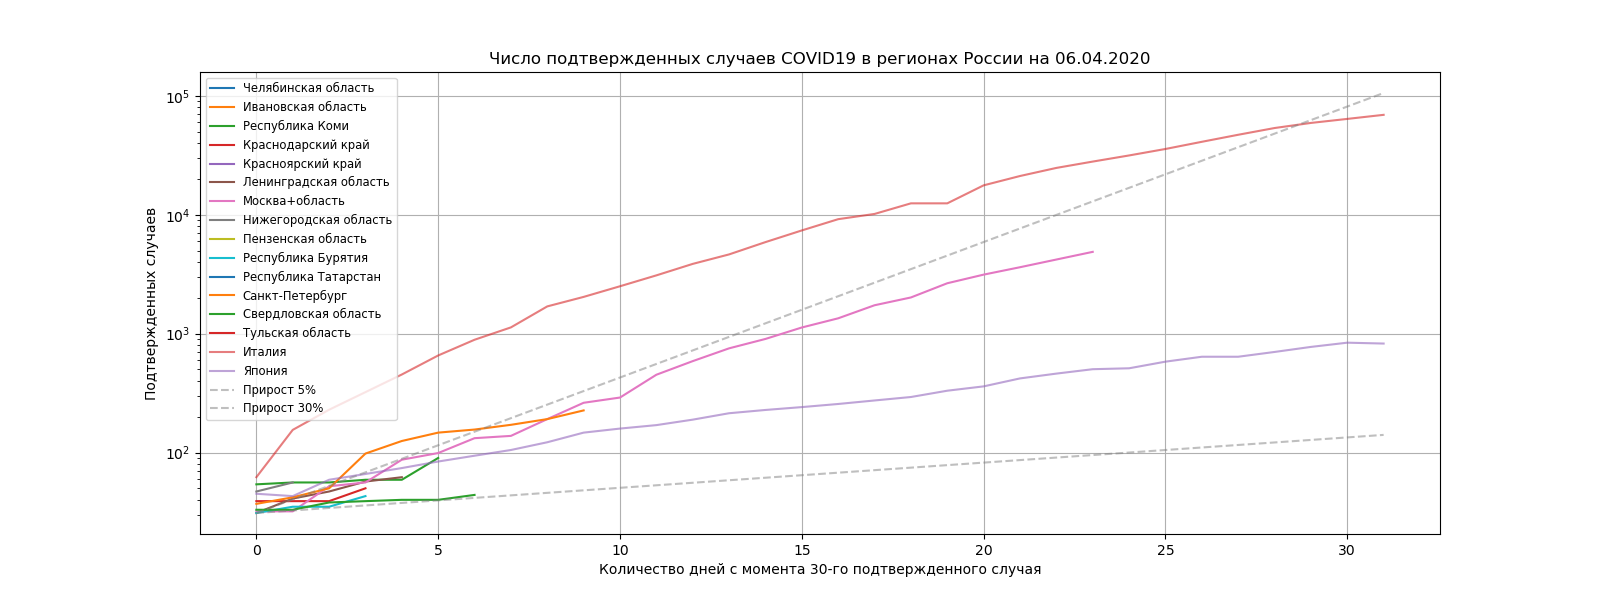 Число подтвержденных случаев COVID19 в регионах России на 06.04.2020
Подтвержденных случаев
10^5
10^4
10^3
10^2
Челябинская область
Ивановская область
Республика Коми
Краснодарский край
Красноярский край
Ленинградская область
Москва+область
Нижегородская область
Пензенская область
Республика Бурятия
Республика Татарстан
Санкт-Петербург
Свердловская область
Тульская область
Италия
Япония
Прирост 5%
Прирост 30%
0 5 10 15 20 25 30
Количество дней с момента 30-го подтвержденного случая